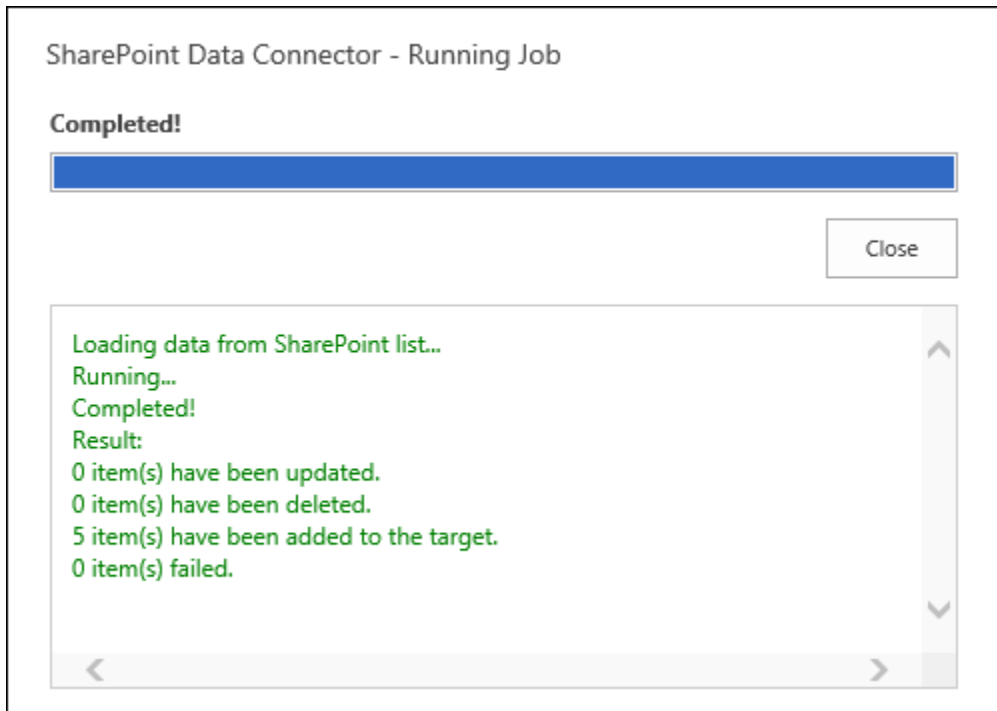 SharePoint Data Connector - Running Job
Completed!
Close
Loading data from SharePoint list...
Running...
Completed!
Result:
0 item(s) have been updated.
0 item(s) have been deleted.
5 item(s) have been added to the target.
0 item(s) failed.